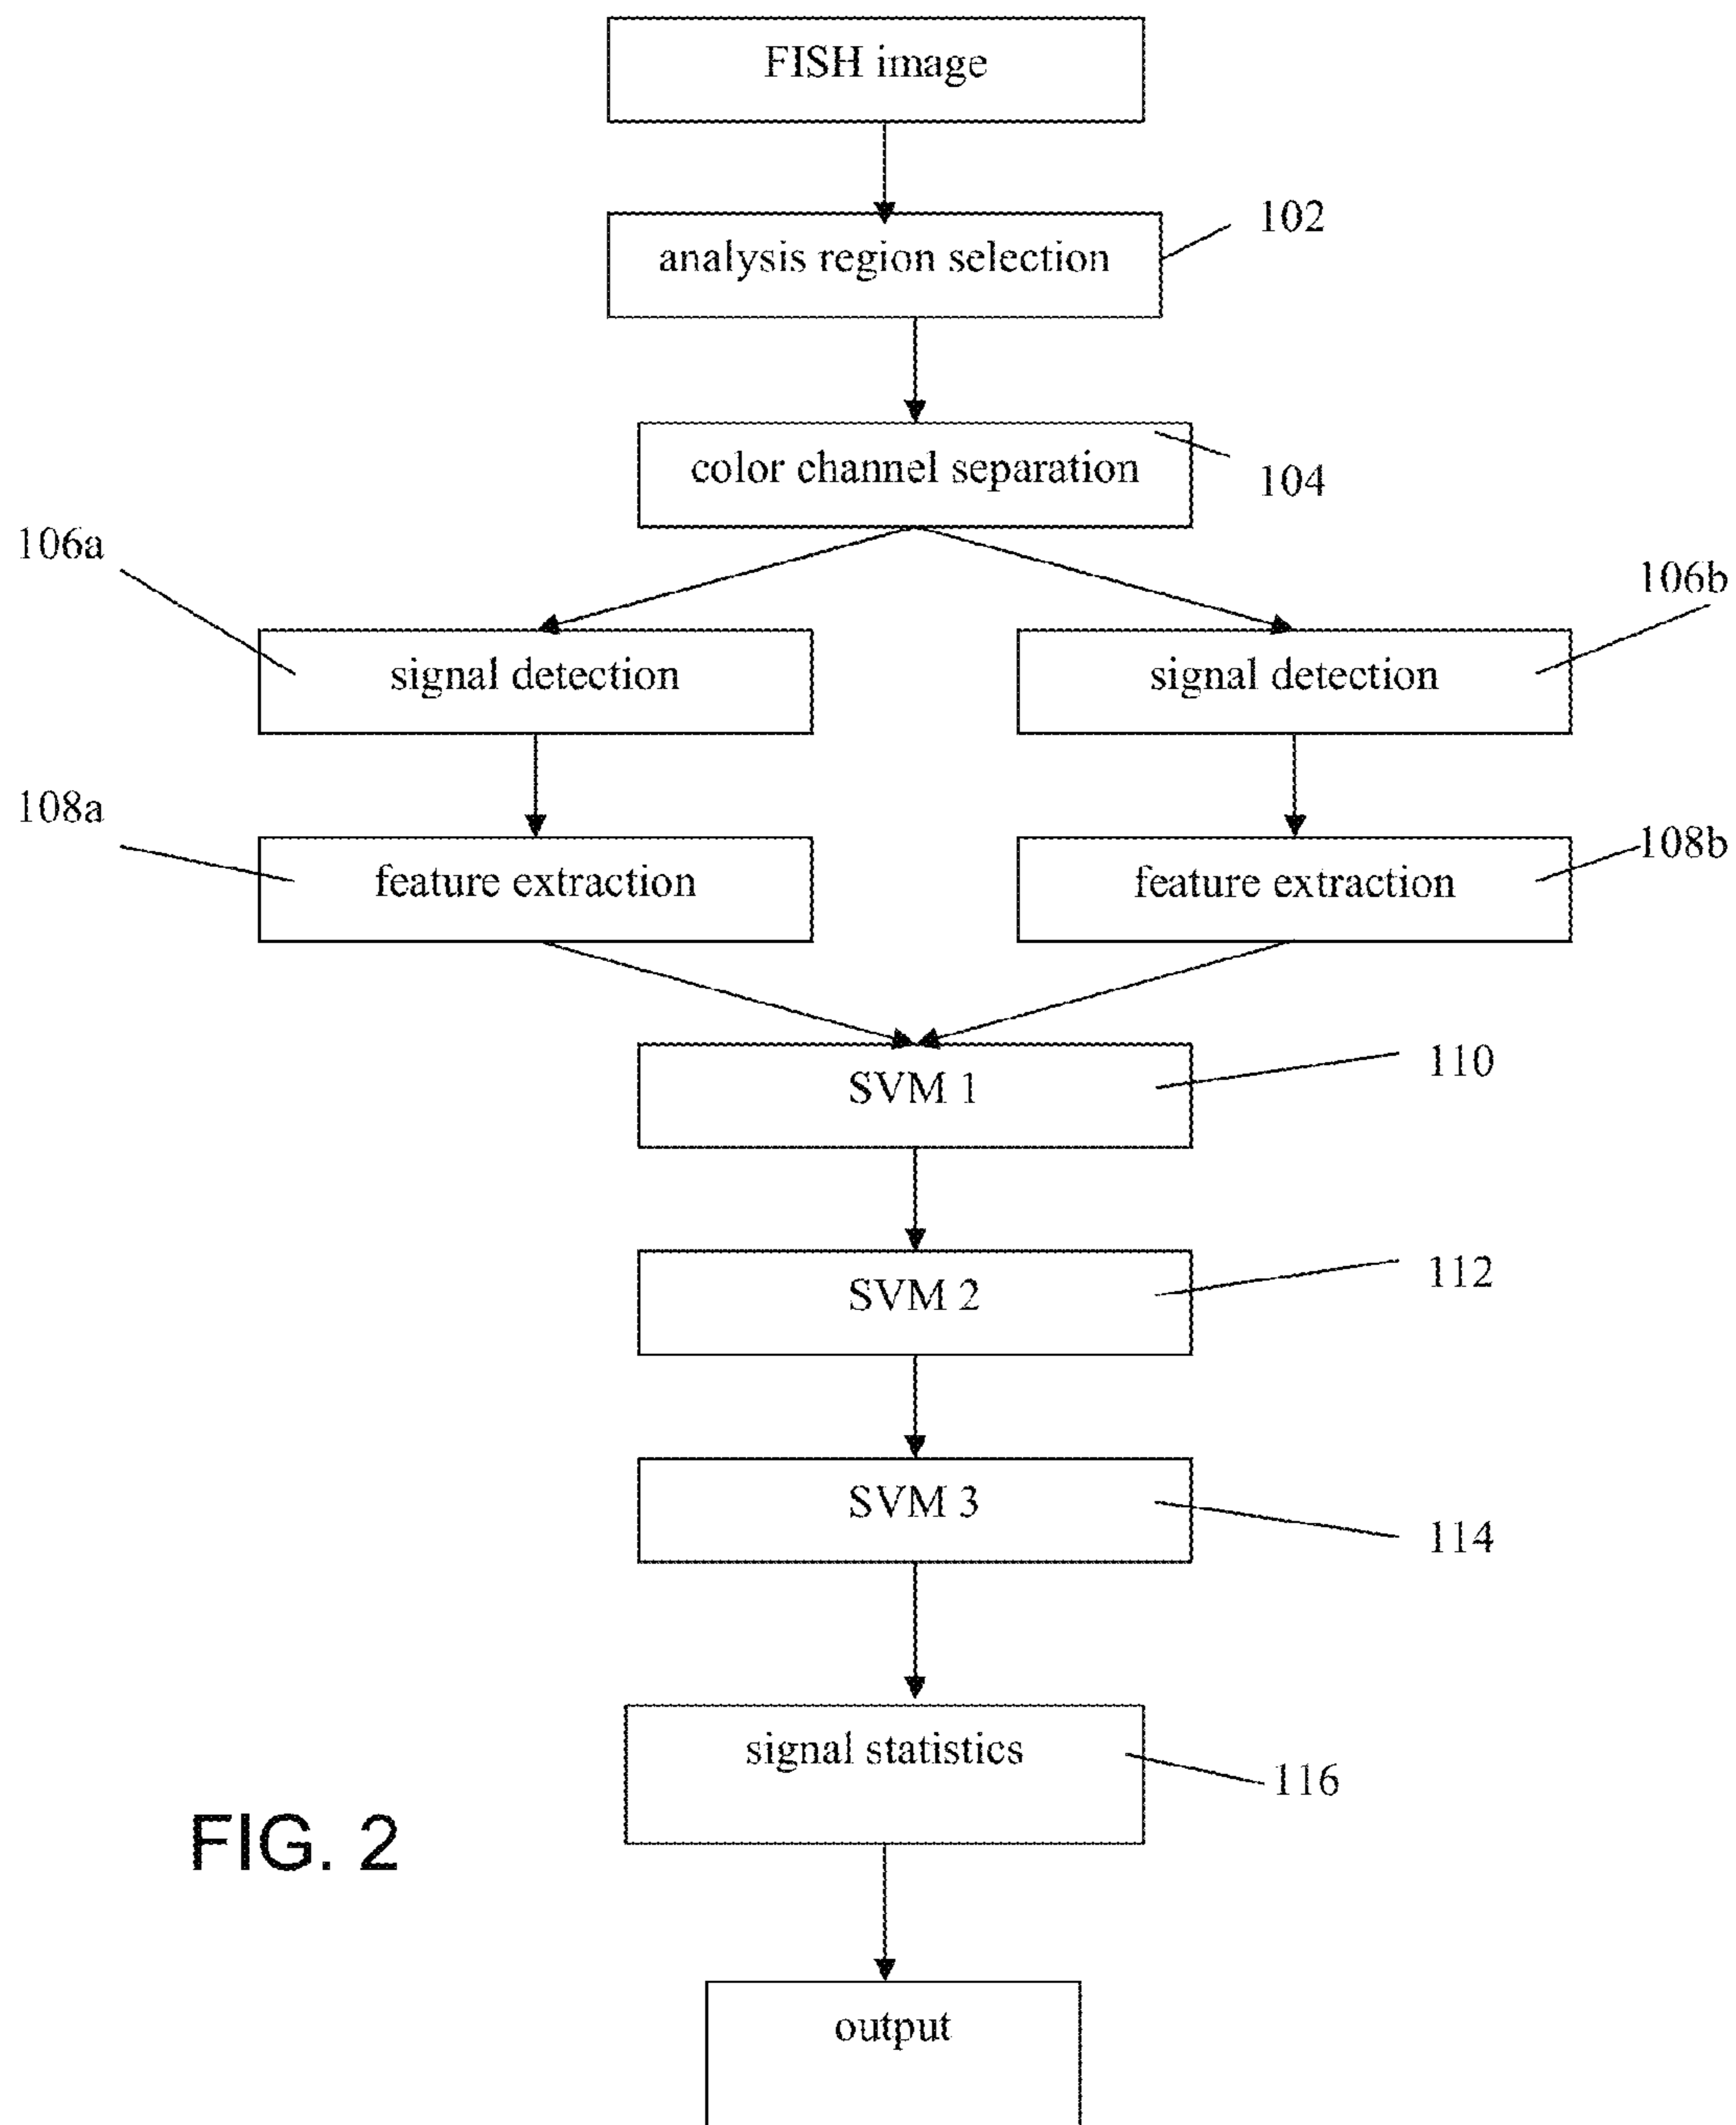 FISH image
102
analysis region selection
color channel separation
104
106a
106b
signal detection
signal detection
108a
108b
feature extraction
feature extraction
SVM 1
110
SVM 2
112
SVM 3
114
signal statistics
116
FIG. 2
output